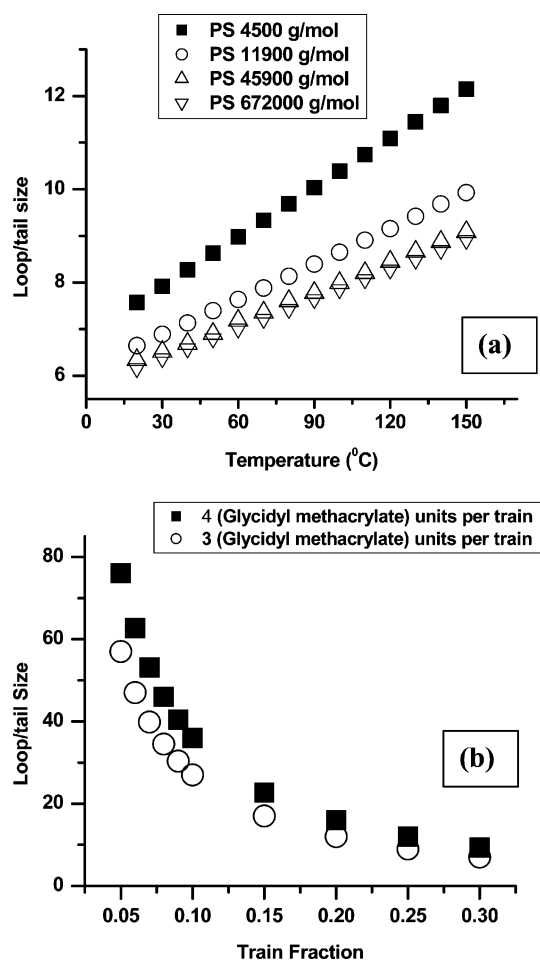 PS 4500 g/mol
PS 11900 g/mol
PS 45900 g/mol
PS 672000 g/mol
12
10
8
6
Loop/tail size
0
30
60
90
120
150
Temperature (⁰C)
(a)
4 (Glycidyl methacrylate) units per train
3 (Glycidyl methacrylate) units per train
80
60
40
20
0
Loop/tail Size
0.05
0.10
0.15
0.20
0.25
0.30
Train Fraction
(b)